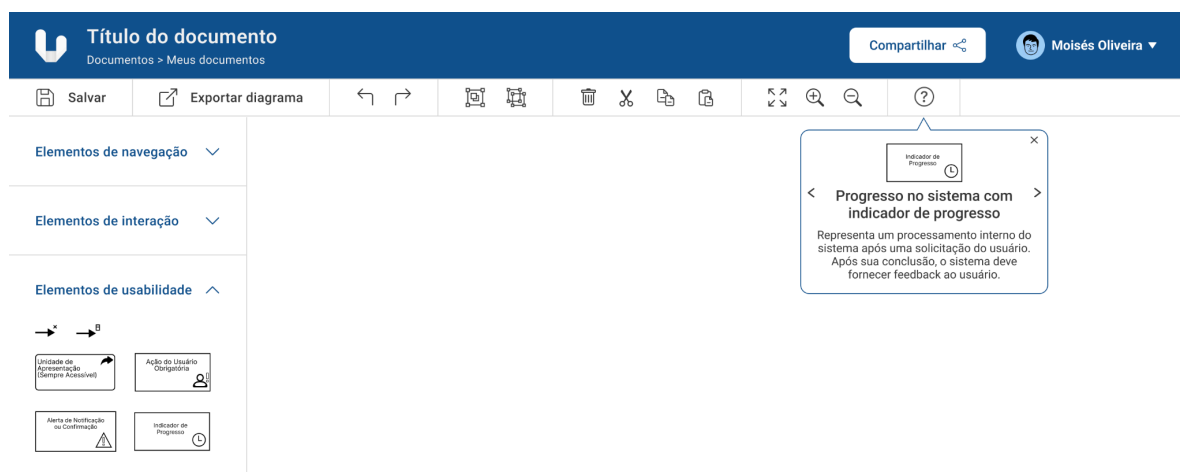 Título do documento
Documentos > Meus documentos
Compartilhar
Moisés Oliveira
Salvar
Exportar diagrama
Elementos de navegação
Elementos de interação
Elementos de usabilidade
Unidade de
Apresentação
(Sempre Acessível)
Ação do Usuário
Obrigatória
Alerta de Notificação
ou Confirmação
Indicador de
Progresso
Indicador de
Progresso
Progresso no sistema com
indicador de progresso
Representa um processamento interno do
sistema após uma solicitação do usuário.
Após sua conclusão, o sistema deve
fornecer feedback ao usuário.